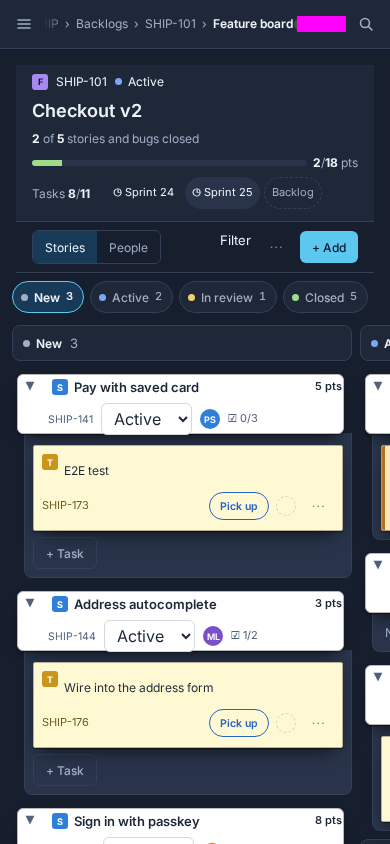 IP › Backlogs › SHIP-101 › Feature board
F SHIP-101 Active
Checkout v2
2 of 5 stories and bugs closed
2/18 pts
Tasks 8/11 Sprint 24 Sprint 25 Backlog
Stories People Filter ... + Add
New 3 Active 2 In review 1 Closed 5
New 3 A
S Pay with saved card 5 pts
SHIP-141 Active PS 0/3
T E2E test
SHIP-173 Pick up ...
+ Task
S Address autocomplete 3 pts
SHIP-144 Active ML 1/2
T Wire into the address form
SHIP-176 Pick up ...
+ Task
S Sign in with passkey 8 pts